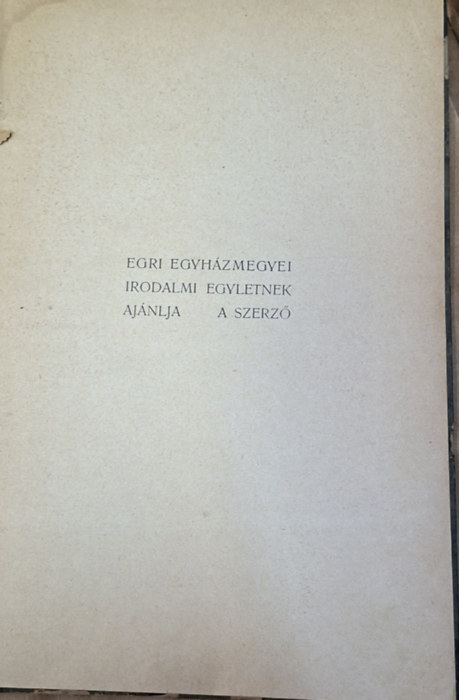 EGRI EGYHÁZMEGYEI
IRODALMI EGYLETNEK
AJÁNLJA A SZERZŐ